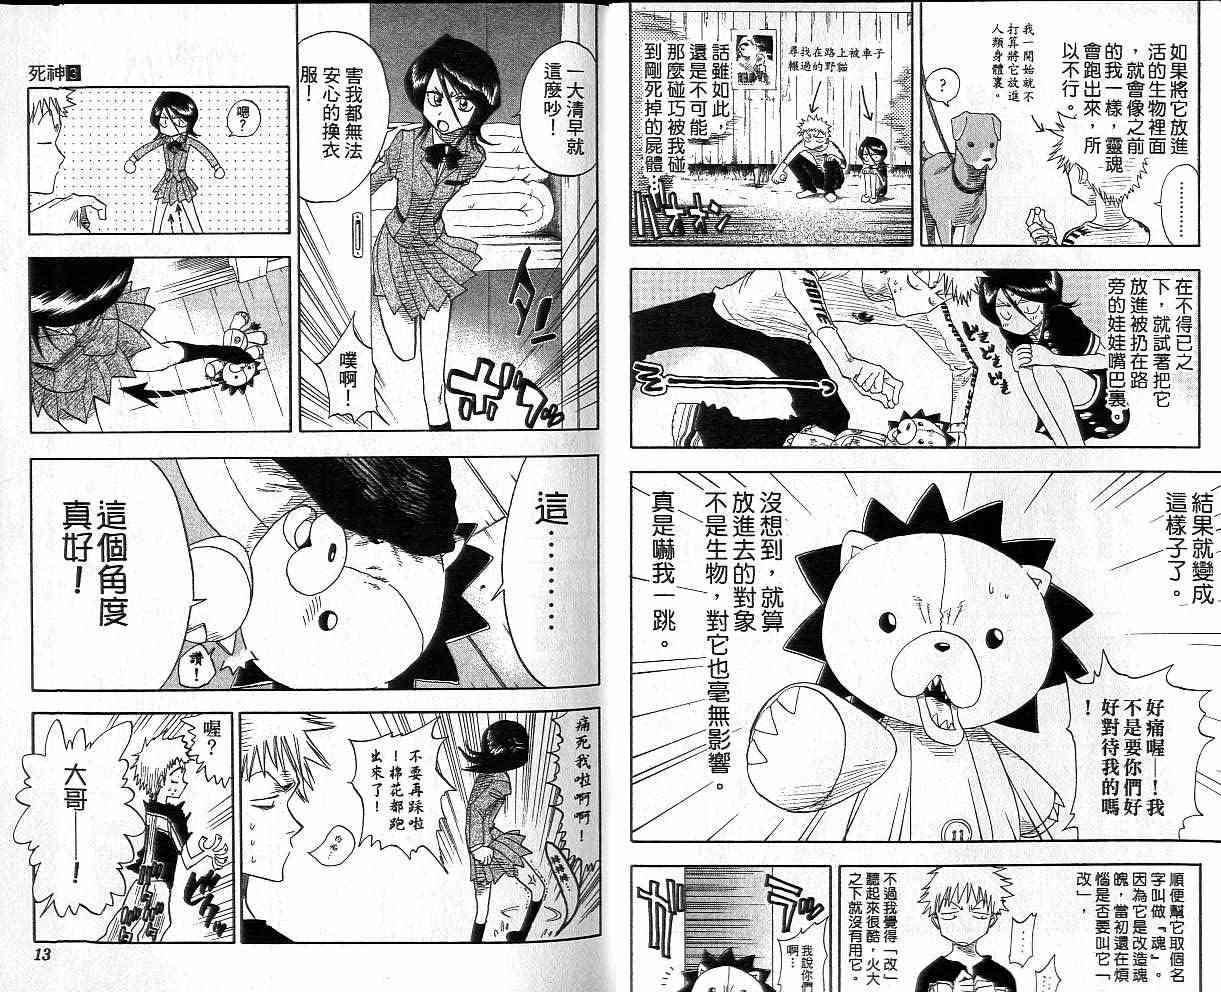 如果將它放進
活的生物裡面
，就會像之前
的我一樣，靈魂
會跑出來，所
以不行。
⋯⋯⋯
我一開始就不
打算將它放進
人類身體裏。
？
尋找在路上被車子
輾過的野貓
話雖如此，
還是不可能
那麼碰巧被我碰
到剛死掉的屍體
⋯
在不得已之
下，就試著把它
放進被扔在路
旁的娃娃嘴巴裏。
結果就變成
這樣子了。
好痛喔—！我
不是要你們好
好對待我的嗎
！
沒想到，就算
放進去的對象
不是生物，對它也毫無影響。
真是嚇我一跳。
11
順便幫它取個名
字叫做「魂」。
因為它是改造魂
魄，當初還在煩
惱是否要叫它「
改」，
不過我覺得「改」
聽起來很酷，火大
之下就沒有用它。
我說你們
啊⋯
死神3
一大清早就
這麼吵！
害我都無法
安心的換衣
服！
噗啊！
嗯？
這⋯⋯⋯
這個角度
真好！
讚！
痛死我啦啊啊！
不要再踩啦
！棉花都跑
出來了！
喔？
大哥——！
13